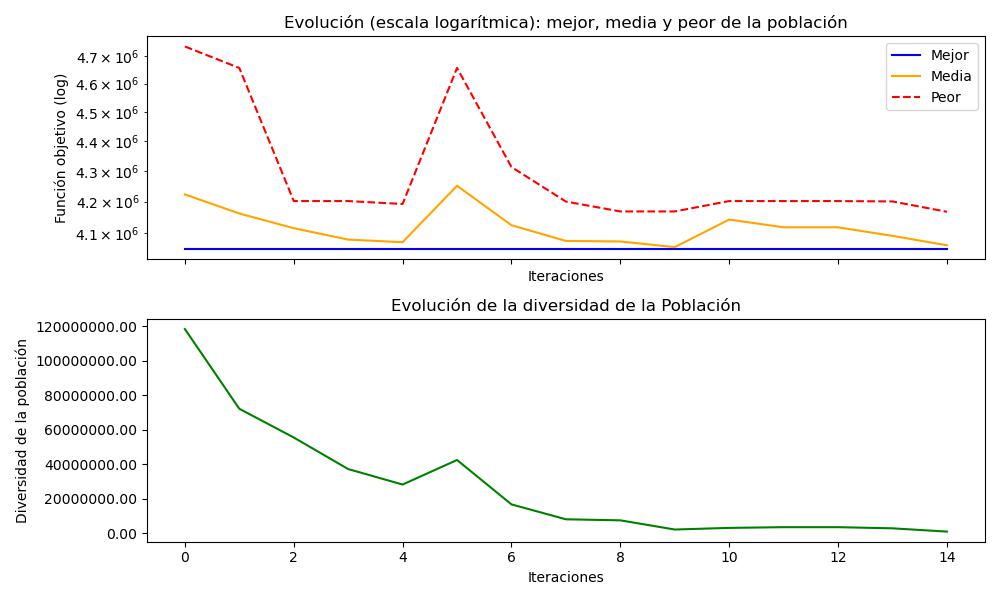 Evolución (escala logarítmica): mejor, media y peor de la población
Función objetivo (log)
4.7 × 10⁶
4.6 × 10⁶
4.5 × 10⁶
4.4 × 10⁶
4.3 × 10⁶
4.2 × 10⁶
4.1 × 10⁶
Mejor
Media
Peor
Iteraciones
Evolución de la diversidad de la Población
Diversidad de la población
120000000.00
100000000.00
80000000.00
60000000.00
40000000.00
20000000.00
0.00
0 2 4 6 8 10 12 14
Iteraciones